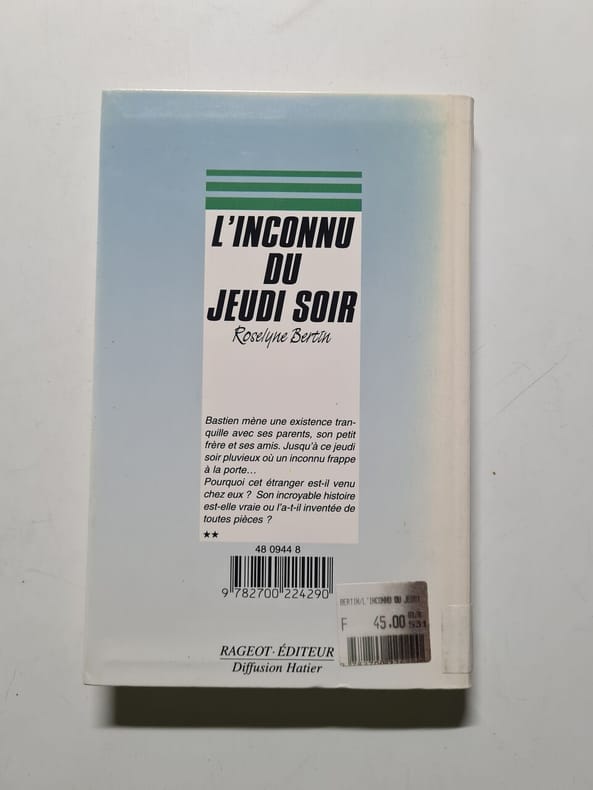 L'INCONNU
DU
JEUDI SOIR
Roselyne Bertin
Bastien mène une existence tran-
quille avec ses parents, son petit
frère et ses amis. Jusqu'à ce jeudi
soir pluvieux où un inconnu frappe
à la porte...
Pourquoi cet étranger est-il venu
chez eux ? Son incroyable histoire
est-elle vraie ou l'a-t-il inventée de
toutes pièces ?
★★
48 0944 8
9 782700 224290
BERTIN/L'INCONNU DU JEUDI
F 45.00
RAGEOT·ÉDITEUR
Diffusion Hatier